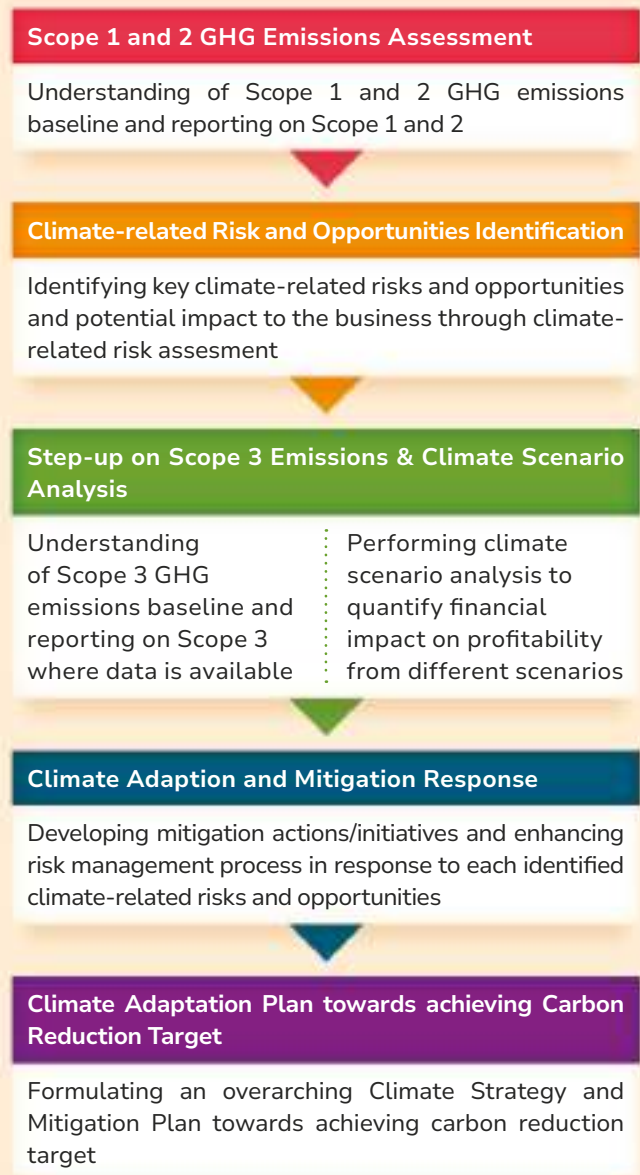 Scope 1 and 2 GHG Emissions Assessment
Understanding of Scope 1 and 2 GHG emissions
baseline and reporting on Scope 1 and 2
Climate-related Risk and Opportunities Identification
Identifying key climate-related risks and opportunities
and potential impact to the business through climate-
related risk assesment
Step-up on Scope 3 Emissions & Climate Scenario
Analysis
Understanding
of Scope 3 GHG
emissions baseline and
reporting on Scope 3
where data is available
Performing climate
scenario analysis to
quantify financial
impact on profitability
from different scenarios
Climate Adaption and Mitigation Response
Developing mitigation actions/initiatives and enhancing
risk management process in response to each identified
climate-related risks and opportunities
Climate Adaptation Plan towards achieving Carbon
Reduction Target
Formulating an overarching Climate Strategy and
Mitigation Plan towards achieving carbon reduction
target